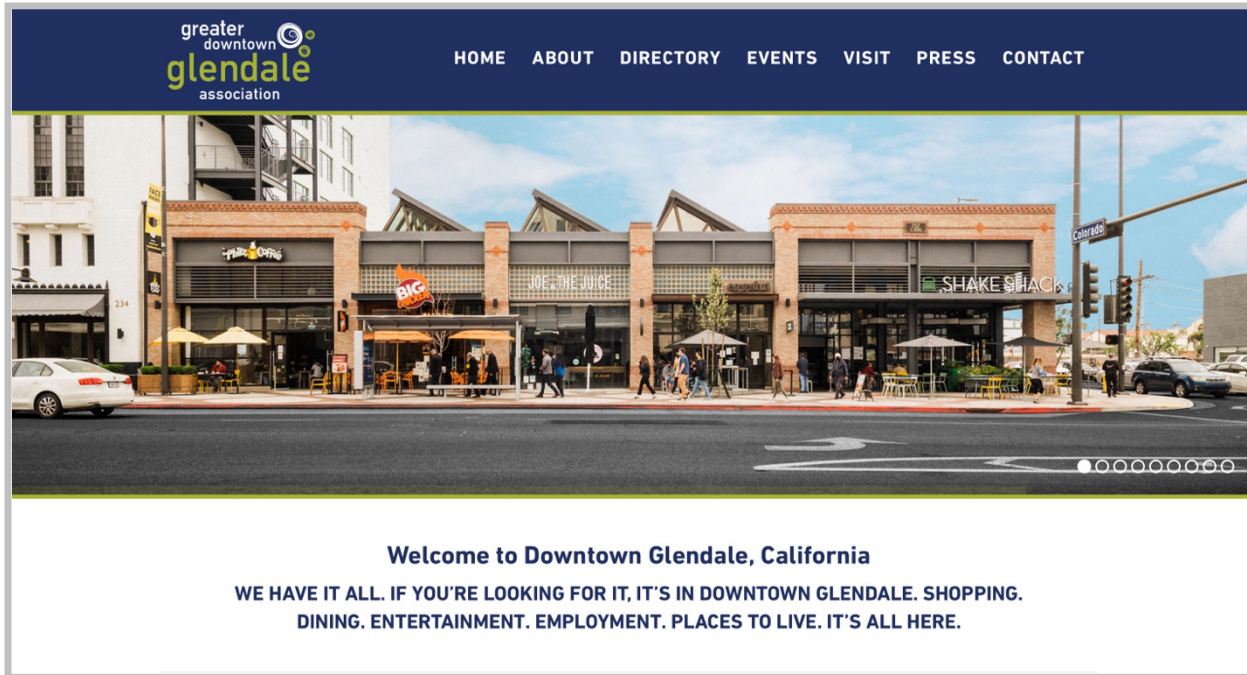 greater
downtown
glendale
association
HOME ABOUT DIRECTORY EVENTS VISIT PRESS CONTACT
Philz Coffee
BIG
CHICKEN
JOE & THE JUICE
eggslut
SHAKE SHACK
Colorado
234
Welcome to Downtown Glendale, California
WE HAVE IT ALL. IF YOU'RE LOOKING FOR IT, IT'S IN DOWNTOWN GLENDALE. SHOPPING.
DINING. ENTERTAINMENT. EMPLOYMENT. PLACES TO LIVE. IT'S ALL HERE.